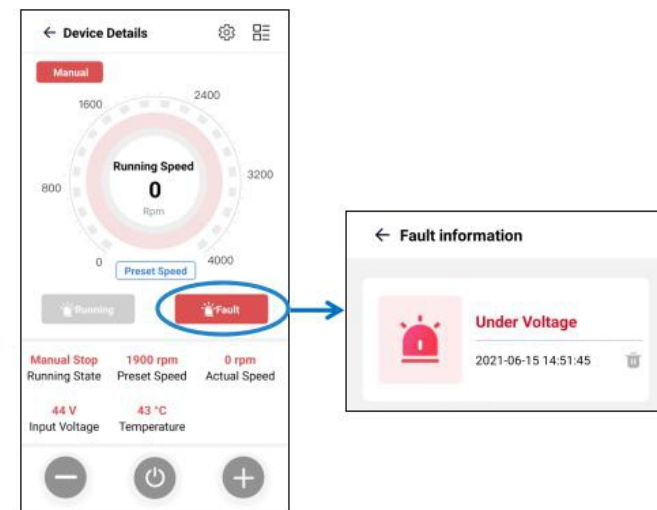 ← Device Details
Manual
1600
2400
800
3200
Running Speed
0
Rpm
0
4000
Preset Speed
Running
Fault
Manual Stop 1900 rpm 0 rpm
Running State Preset Speed Actual Speed
44 V 43 °C
Input Voltage Temperature
← Fault information
Under Voltage
2021-06-15 14:51:45